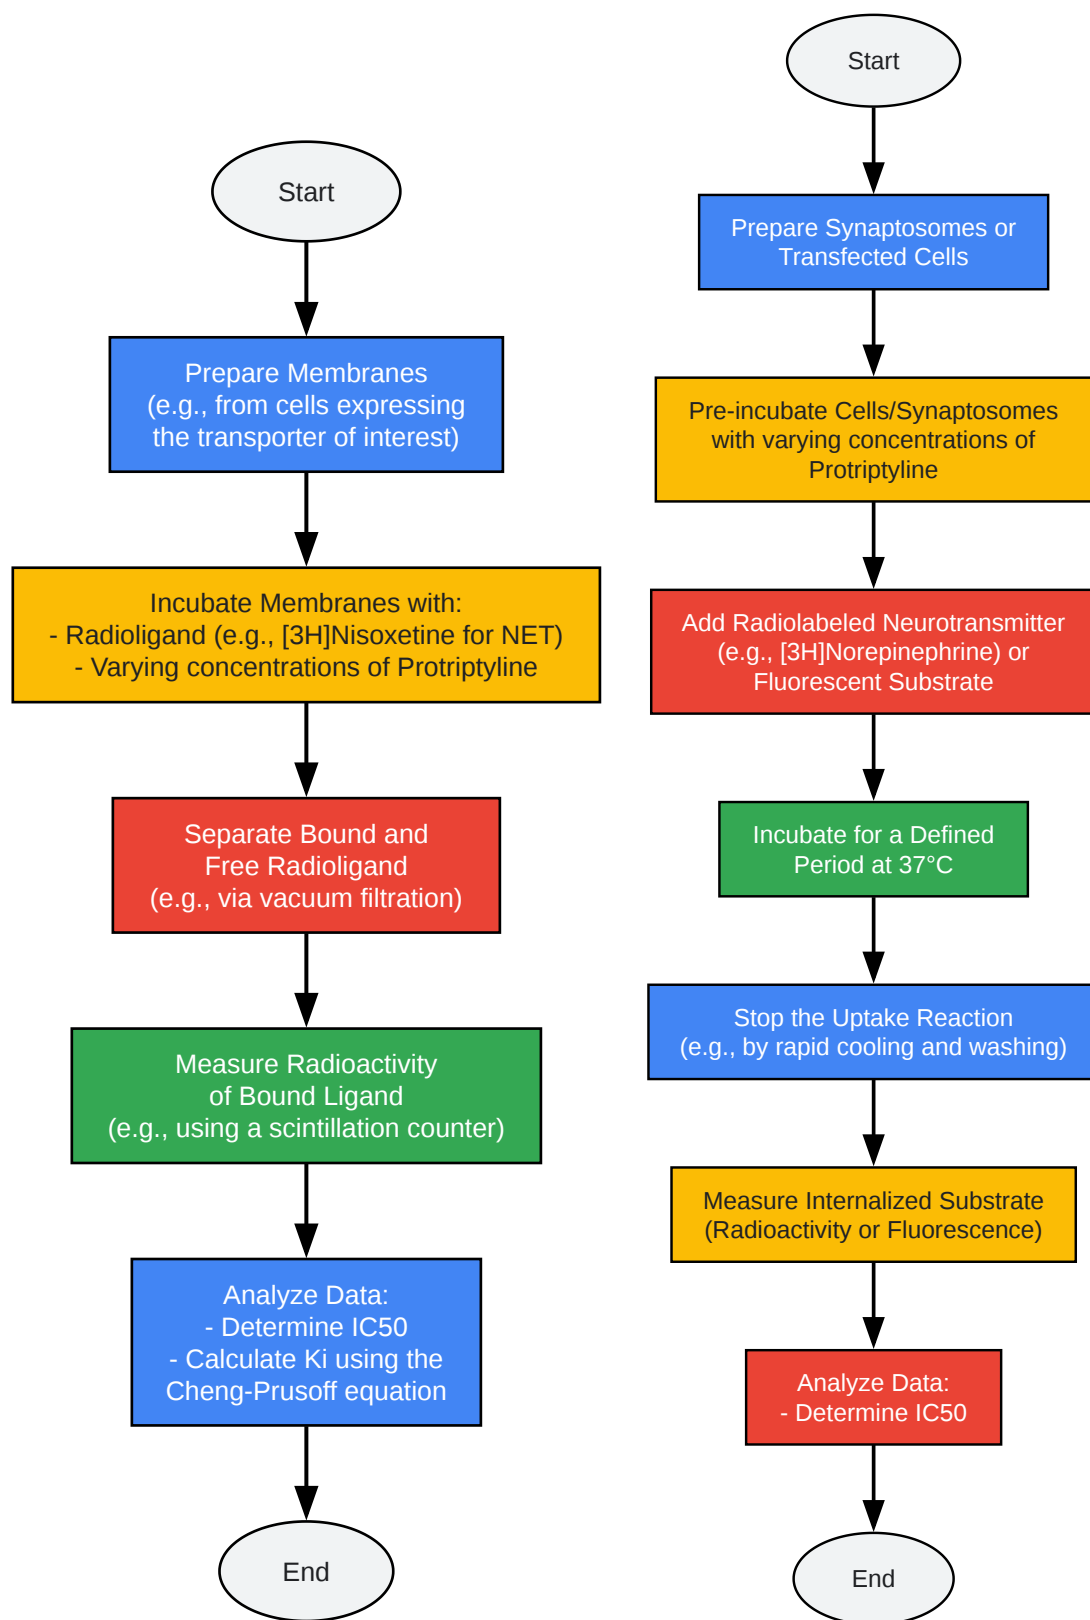 Start
Prepare Membranes
(e.g., from cells expressing
the transporter of interest)
Incubate Membranes with:
- Radioligand (e.g., [3H]Nisoxetine for NET)
- Varying concentrations of Protriptyline
Separate Bound and
Free Radioligand
(e.g., via vacuum filtration)
Measure Radioactivity
of Bound Ligand
(e.g., using a scintillation counter)
Analyze Data:
- Determine IC50
- Calculate Ki using the
Cheng-Prusoff equation
End
Start
Prepare Synaptosomes or
Transfected Cells
Pre-incubate Cells/Synaptosomes
with varying concentrations of
Protriptyline
Add Radiolabeled Neurotransmitter
(e.g., [3H]Norepinephrine) or
Fluorescent Substrate
Incubate for a Defined
Period at 37°C
Stop the Uptake Reaction
(e.g., by rapid cooling and washing)
Measure Internalized Substrate
(Radioactivity or Fluorescence)
Analyze Data:
- Determine IC50
End